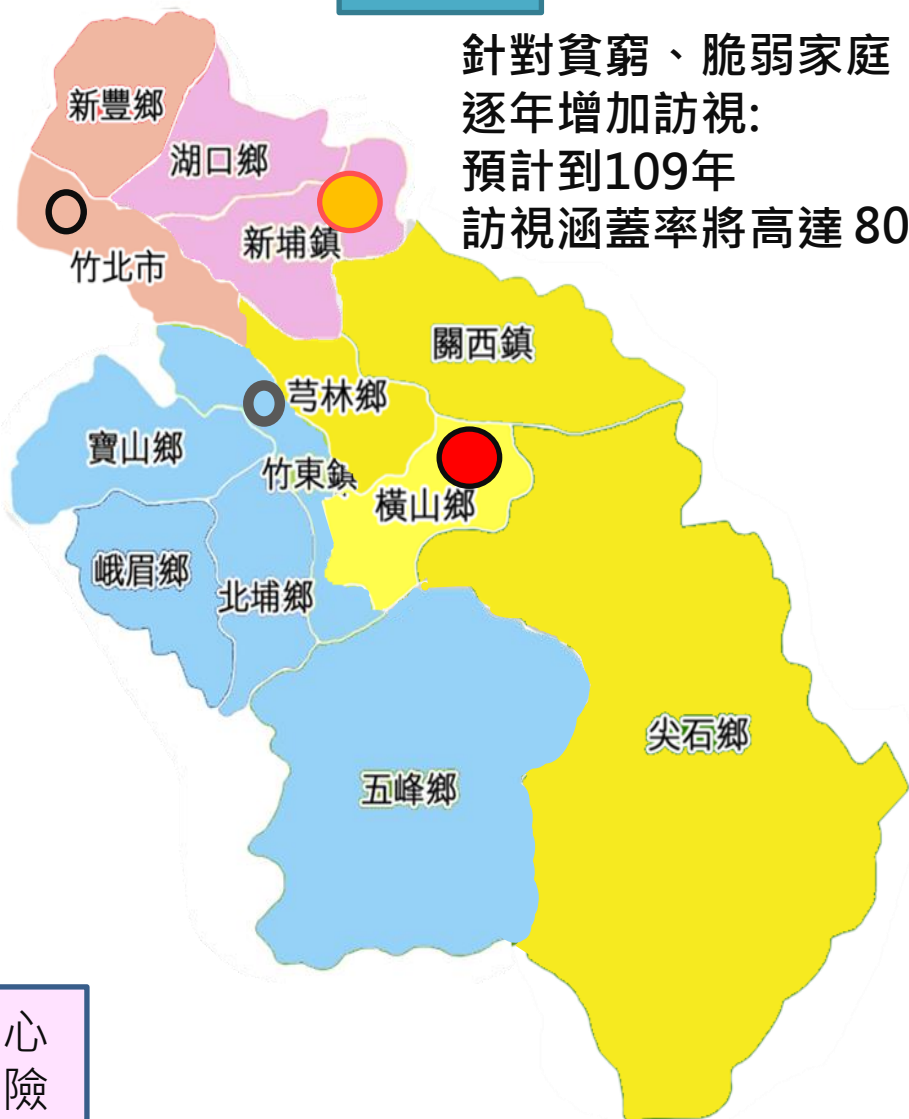 針對貧窮、脆弱家庭
逐年增加訪視:
預計到109年
訪視涵蓋率將高達 80
新豐鄉
湖口鄉
新埔鎮
竹北市
關西鎮
芎林鄉
寶山鄉
竹東鎮
橫山鄉
峨眉鄉
北埔鄉
尖石鄉
五峰鄉
心
險